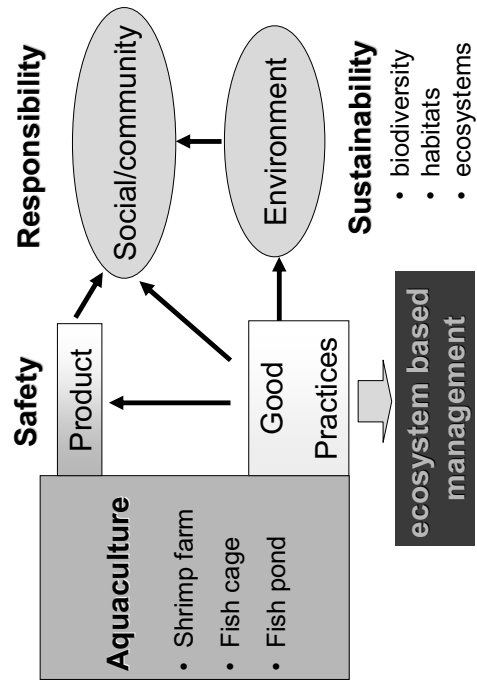 Safety
Responsibility
Aquaculture
• Shrimp farm
• Fish cage
• Fish pond
Product
Good
Practices
Social/community
Environment
Sustainability
• biodiversity
• habitats
• ecosystems
ecosystem based
management